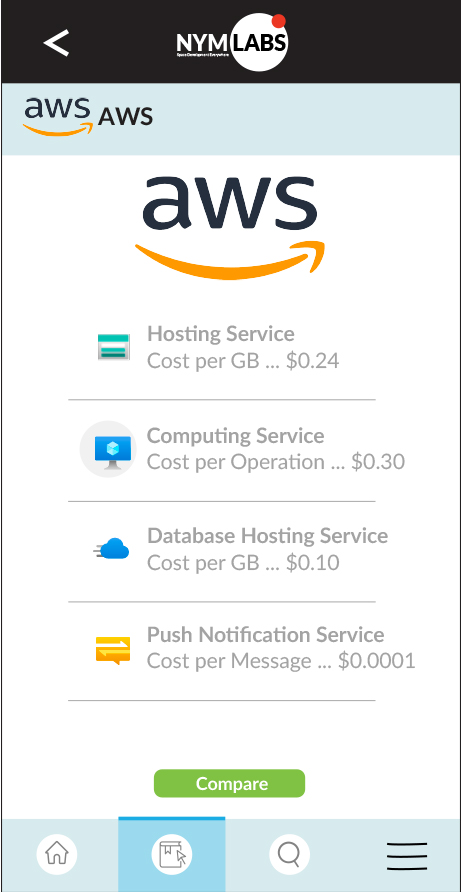 NYM LABS
Space Development Everywhere
aws AWS
aws
Hosting Service
Cost per GB ... $0.24
Computing Service
Cost per Operation ... $0.30
Database Hosting Service
Cost per GB ... $0.10
Push Notification Service
Cost per Message ... $0.0001
Compare